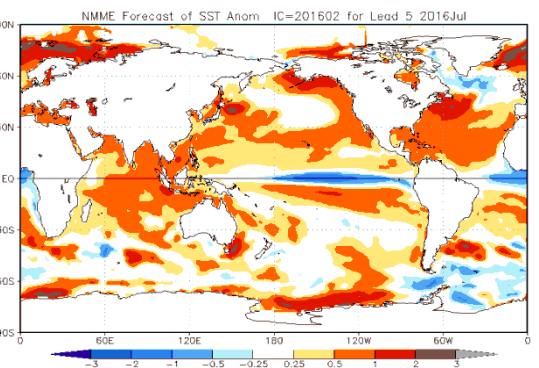 NMME Forecast of SST Anom IC=201602 for Lead 5 2016Jul
EQ
0 60E 120E 180 120W 60W 0
-3 -2 -1 -0.5 -0.25 0.25 0.5 1 2 3